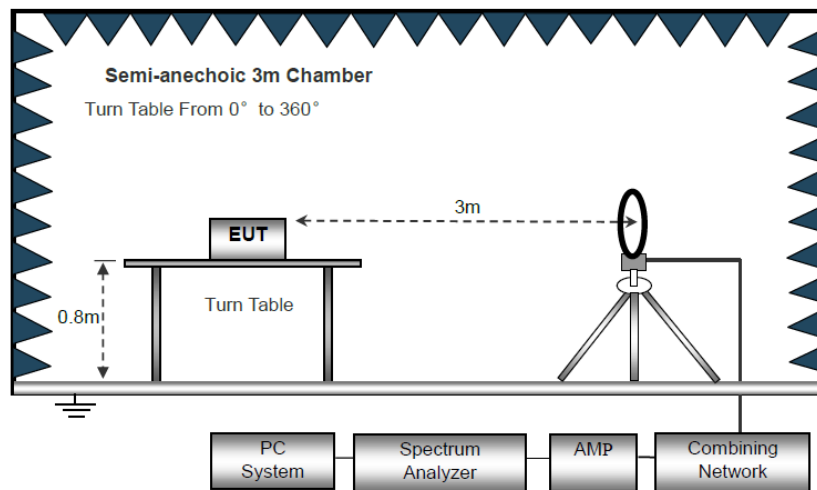 Semi-anechoic 3m Chamber
Turn Table From 0° to 360°
3m
EUT
Turn Table
0.8m
PC
System
Spectrum
Analyzer
AMP
Combining
Network